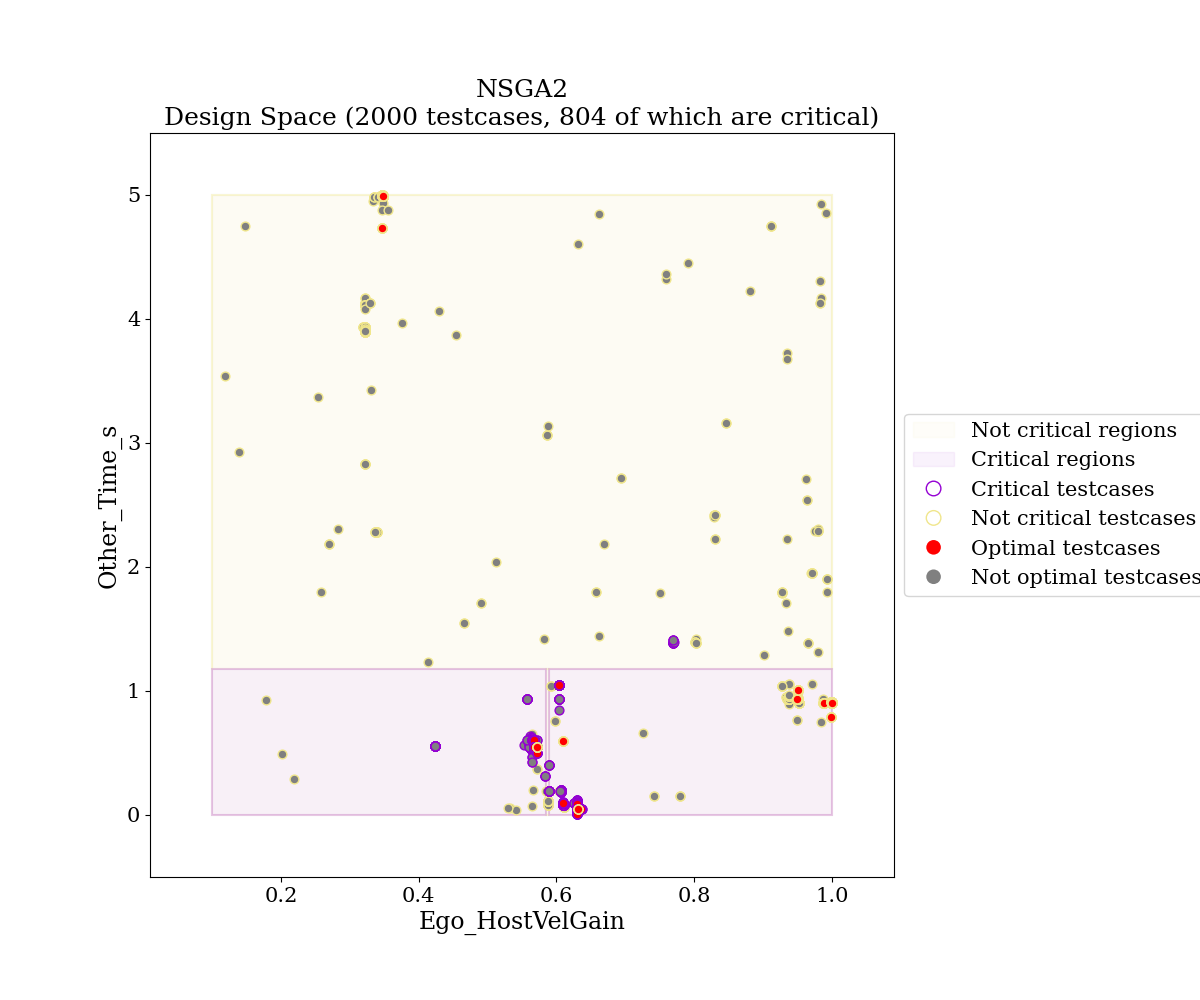 NSGA2
Design Space (2000 testcases, 804 of which are critical)
5
4
3
2
1
0
Other_Time_s
0.2 0.4 0.6 0.8 1.0
Ego_HostVelGain
Not critical regions
Critical regions
Critical testcases
Not critical testcases
Optimal testcases
Not optimal testcases